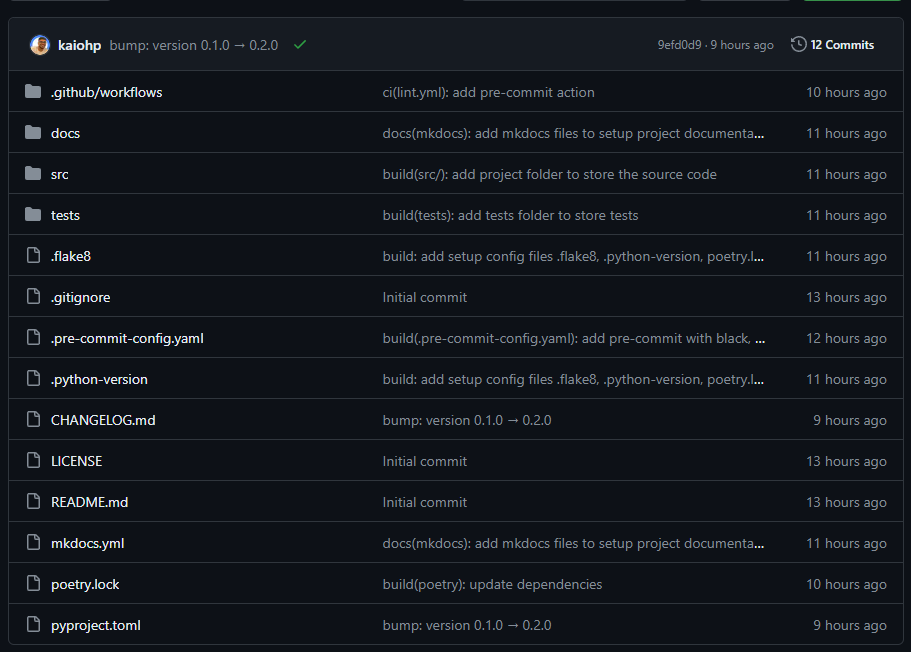 kaiohp bump: version 0.1.0 → 0.2.0 9efd0d9 · 9 hours ago 12 Commits
.github/workflows ci(lint.yml): add pre-commit action 10 hours ago
docs docs(mkdocs): add mkdocs files to setup project documenta... 11 hours ago
src build(src/): add project folder to store the source code 11 hours ago
tests build(tests): add tests folder to store tests 11 hours ago
.flake8 build: add setup config files .flake8, .python-version, poetry.l... 11 hours ago
.gitignore Initial commit 13 hours ago
.pre-commit-config.yaml build(.pre-commit-config.yaml): add pre-commit with black, ... 12 hours ago
.python-version build: add setup config files .flake8, .python-version, poetry.l... 11 hours ago
CHANGELOG.md bump: version 0.1.0 → 0.2.0 9 hours ago
LICENSE Initial commit 13 hours ago
README.md Initial commit 13 hours ago
mkdocs.yml docs(mkdocs): add mkdocs files to setup project documenta... 11 hours ago
poetry.lock build(poetry): update dependencies 10 hours ago
pyproject.toml bump: version 0.1.0 → 0.2.0 9 hours ago